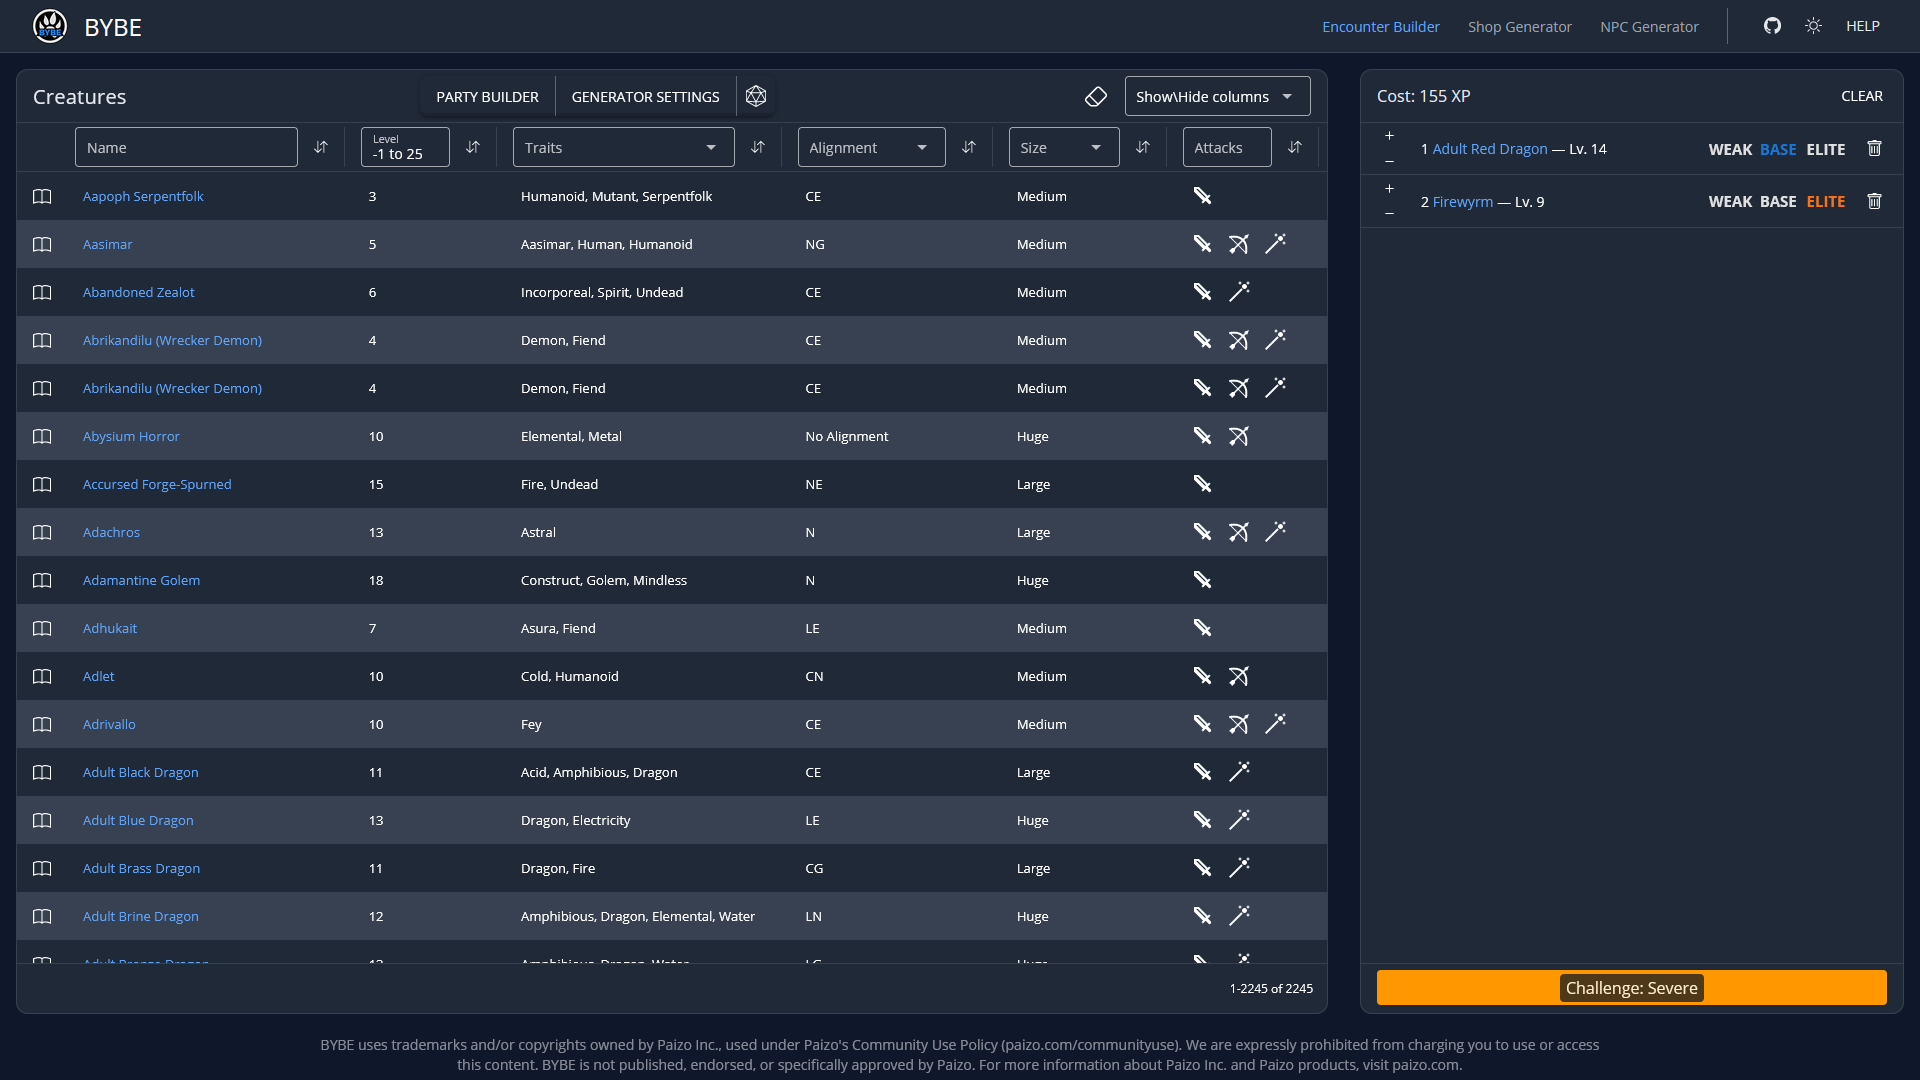 BYBE
BYBE
Encounter Builder
Shop Generator
NPC Generator
HELP
Creatures
PARTY BUILDER
GENERATOR SETTINGS
Show\Hide columns
Name
Level
-1 to 25
Traits
Alignment
Size
Attacks
Aapoph Serpentfolk 3 Humanoid, Mutant, Serpentfolk CE Medium
Aasimar 5 Aasimar, Human, Humanoid NG Medium
Abandoned Zealot 6 Incorporeal, Spirit, Undead CE Medium
Abrikandilu (Wrecker Demon) 4 Demon, Fiend CE Medium
Abrikandilu (Wrecker Demon) 4 Demon, Fiend CE Medium
Abysium Horror 10 Elemental, Metal No Alignment Huge
Accursed Forge-Spurned 15 Fire, Undead NE Large
Adachros 13 Astral N Large
Adamantine Golem 18 Construct, Golem, Mindless N Huge
Adhukait 7 Asura, Fiend LE Medium
Adlet 10 Cold, Humanoid CN Medium
Adrivallo 10 Fey CE Medium
Adult Black Dragon 11 Acid, Amphibious, Dragon CE Large
Adult Blue Dragon 13 Dragon, Electricity LE Huge
Adult Brass Dragon 11 Dragon, Fire CG Large
Adult Brine Dragon 12 Amphibious, Dragon, Elemental, Water LN Huge
Adult Bronze Dragon 13 Amphibious, Dragon, Water LG Huge
1-2245 of 2245
Cost: 155 XP
CLEAR
+
−
1 Adult Red Dragon — Lv. 14
WEAK BASE ELITE
+
−
2 Firewyrm — Lv. 9
WEAK BASE ELITE
Challenge: Severe
BYBE uses trademarks and/or copyrights owned by Paizo Inc., used under Paizo's Community Use Policy (paizo.com/communityuse). We are expressly prohibited from charging you to use or access
this content. BYBE is not published, endorsed, or specifically approved by Paizo. For more information about Paizo Inc. and Paizo products, visit paizo.com.